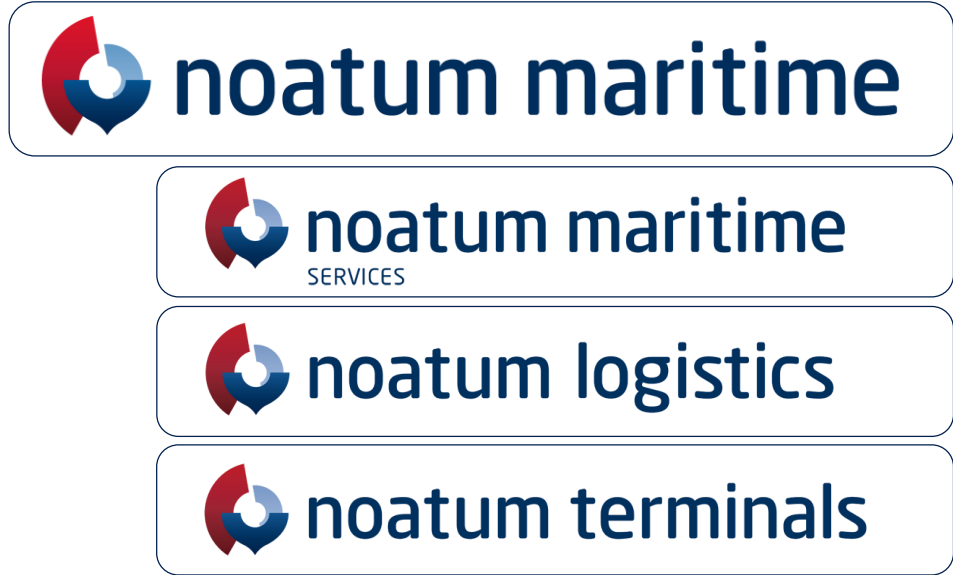 noatum maritime
noatum maritime
SERVICES
noatum logistics
noatum terminals